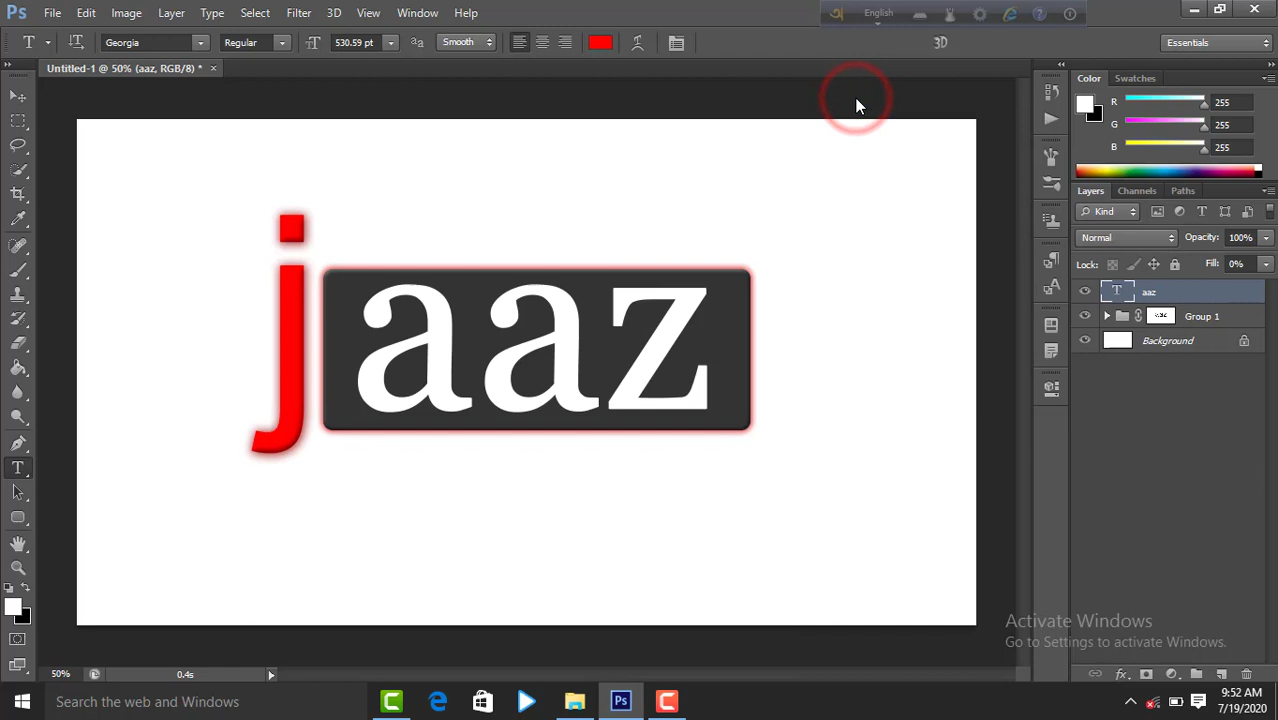 Ps File Edit Image Layer Type Select Filter 3D View Window Help
English
T Georgia Regular 530.59 pt Smooth 3D Essentials
Untitled-1 @ 50% (aaz, RGB/8) *
Color Swatches
R 255
G 255
B 255
Layers Channels Paths
Kind
Normal Opacity: 100%
Lock: Fill: 0%
aaz
Group 1
Background
jaaz
Activate Windows
Go to Settings to activate Windows.
50% 0.4s
Search the web and Windows
9:52 AM
7/19/2020